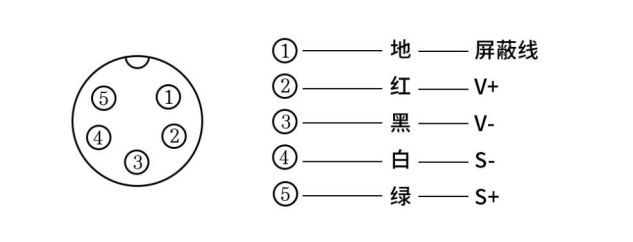 ⑤ ①
④ ②
③
① 地 屏蔽线
② 红 V+
③ 黑 V-
④ 白 S-
⑤ 绿 S+